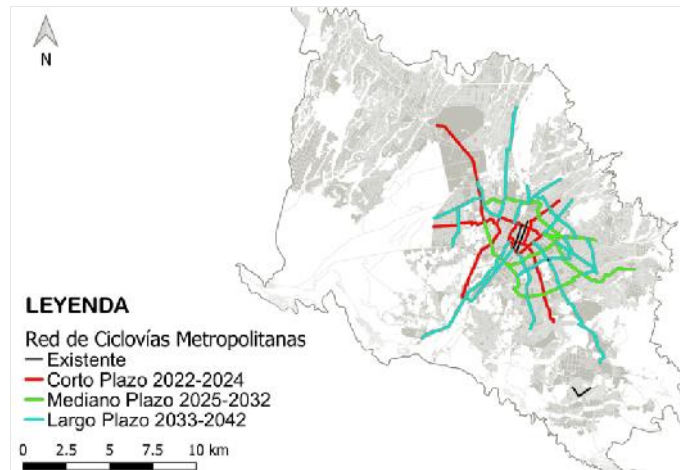 N
LEYENDA
Red de Ciclovías Metropolitanas
Existente
Corto Plazo 2022-2024
Mediano Plazo 2025-2032
Largo Plazo 2033-2042
0 2.5 5 7.5 10 km